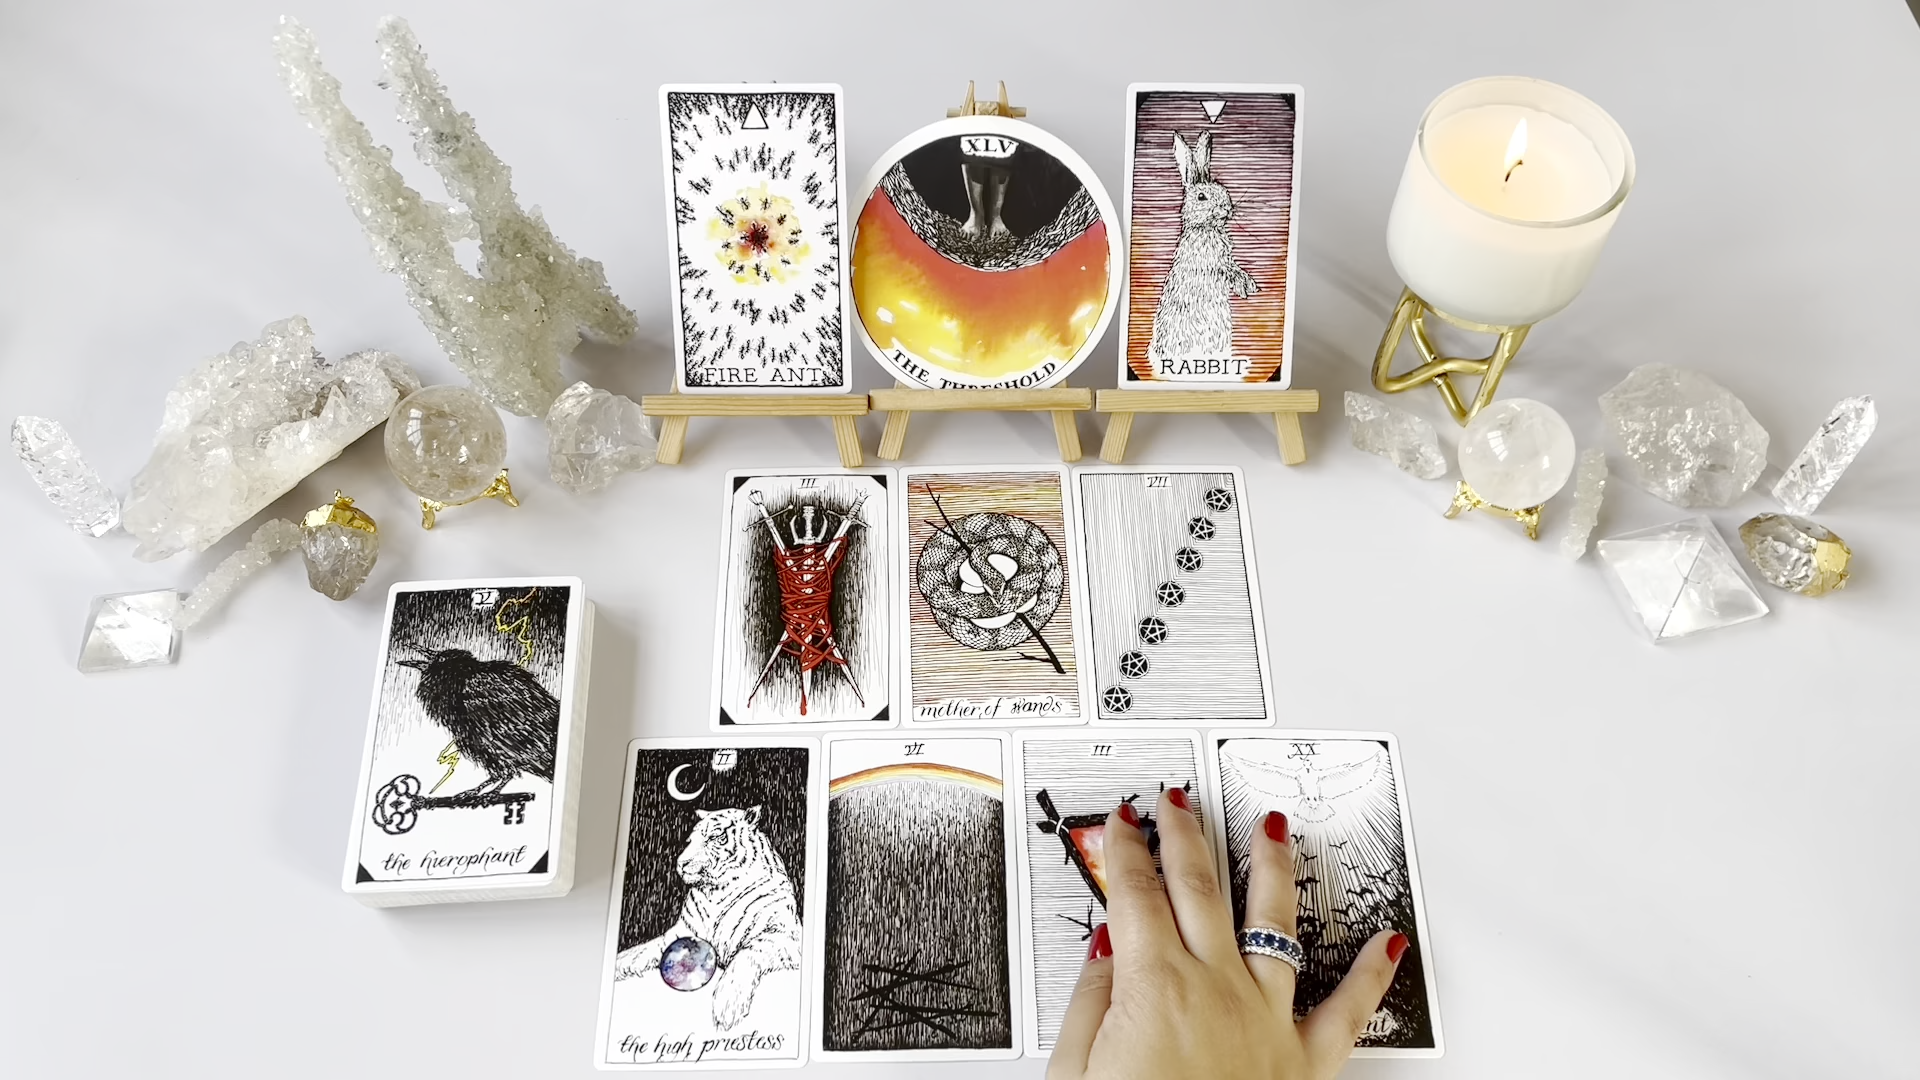 XLV
FIRE ANT
THE THRESHOLD
RABBIT
III
VII
mother of wands
V
the hierophant
II
the high priestess
VI
III
XX
nt